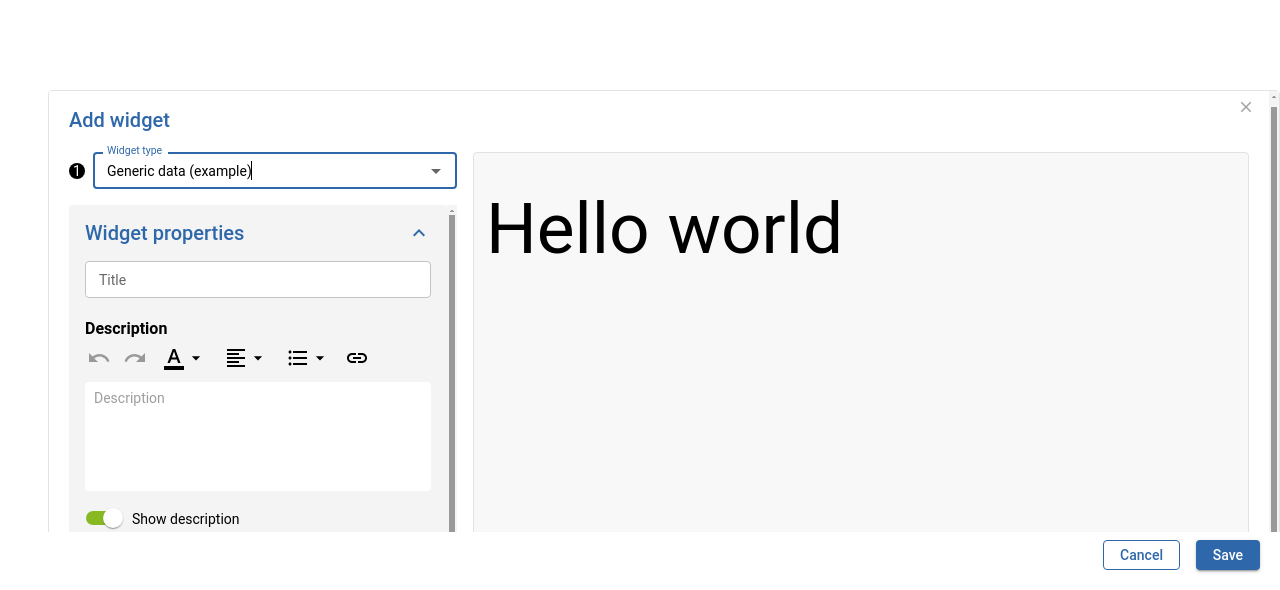 Add widget
Widget type
1
Generic data (example)
Hello world
Widget properties
Title
Description
A
Description
Show description
Cancel
Save